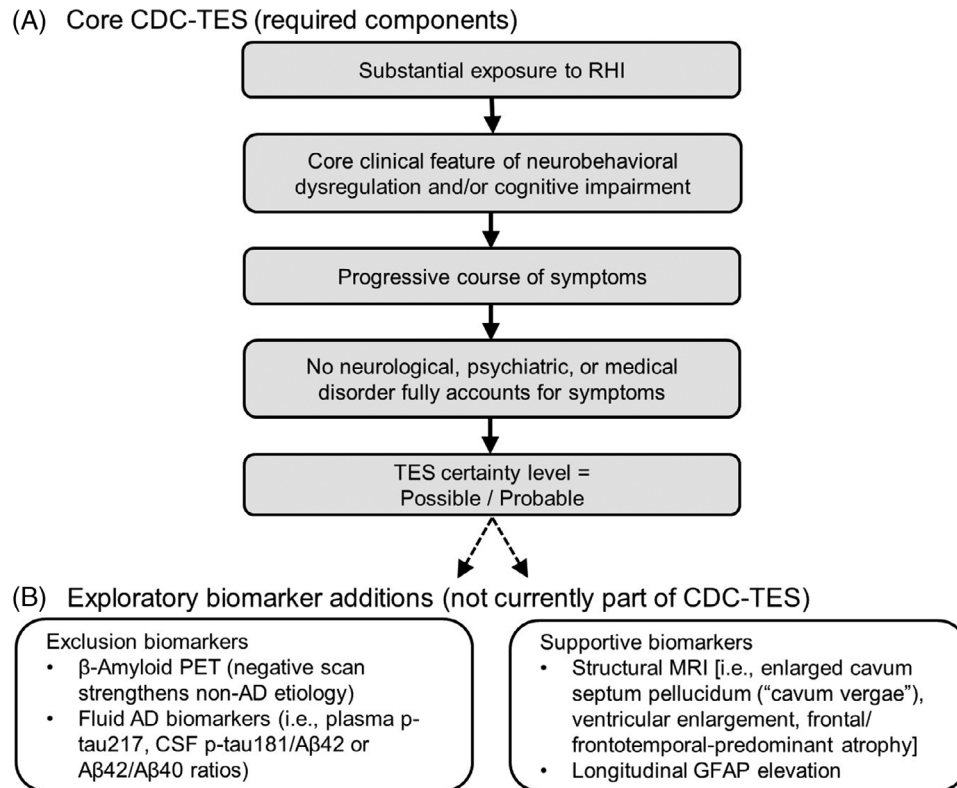 (A) Core CDC-TES (required components)
Substantial exposure to RHI
Core clinical feature of neurobehavioral
dysregulation and/or cognitive impairment
Progressive course of symptoms
No neurological, psychiatric, or medical
disorder fully accounts for symptoms
TES certainty level =
Possible / Probable
(B) Exploratory biomarker additions (not currently part of CDC-TES)
Exclusion biomarkers
• β-Amyloid PET (negative scan
strengthens non-AD etiology)
• Fluid AD biomarkers (i.e., plasma p-
tau217, CSF p-tau181/Aβ42 or
Aβ42/Aβ40 ratios)
Supportive biomarkers
• Structural MRI [i.e., enlarged cavum
septum pellucidum (“cavum vergae”),
ventricular enlargement, frontal/
frontotemporal-predominant atrophy]
• Longitudinal GFAP elevation